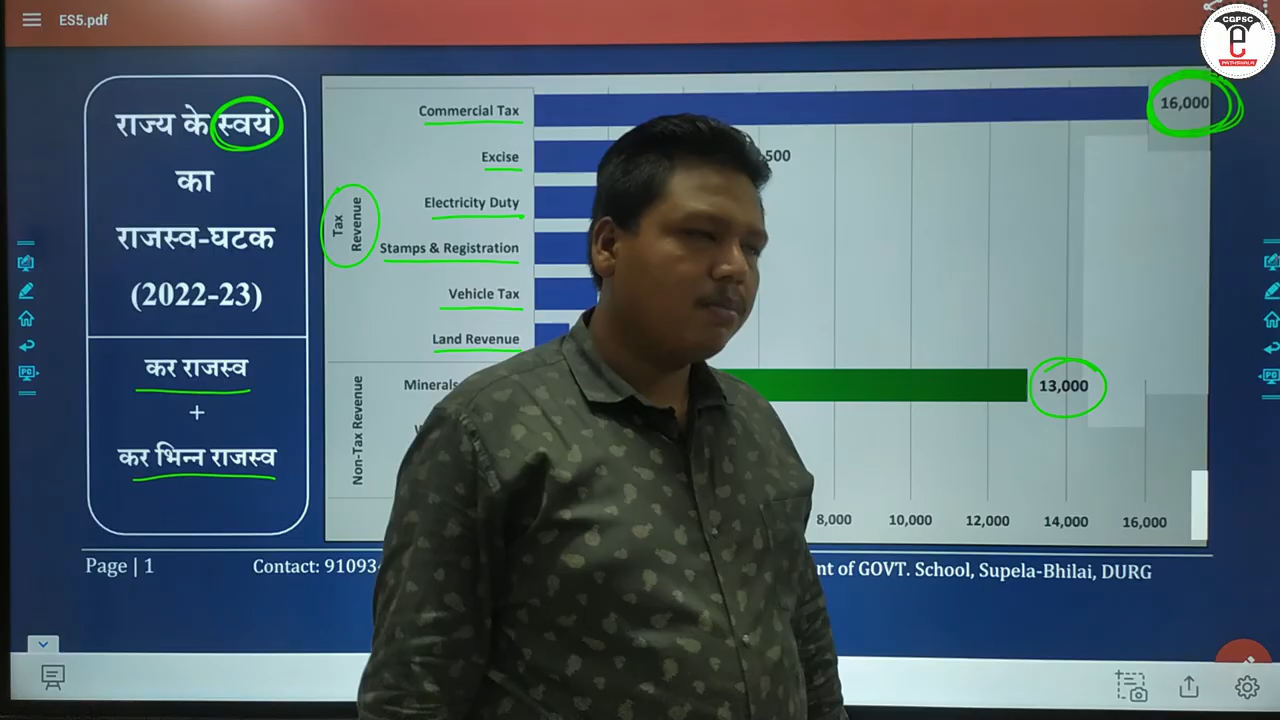 ES5.pdf
CGPSC
e
PATHSHALA
राज्य के स्वयं
का
राजस्व-घटक
(2022-23)
कर राजस्व
+
कर भिन्न राजस्व
Tax
Revenue
Commercial Tax
16,000
Excise
500
Electricity Duty
Stamps & Registration
Vehicle Tax
Land Revenue
Non-Tax Revenue
Minerals
13,000
8,000
10,000
12,000
14,000
16,000
Page | 1
Contact: 91093
of GOVT. School, Supela-Bhilai, DURG